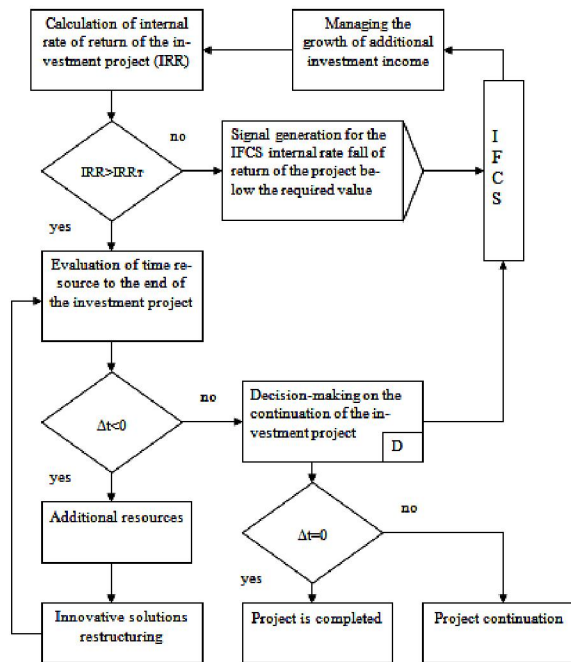 Calculation of internal
rate of return of the in-
vestment project (IRR)
Managing the
growth of additional
investment income
no
IRR>IRRт
Signal generation for the
IFCS internal rate fall of
return of the project be-
low the required value
I
F
C
S
yes
Evaluation of time re-
source to the end of
the investment project
no
Δt<0
Decision-making on the
continuation of the in-
vestment project
D
yes
Additional resources
Δt=0
no
yes
Innovative solutions
restructuring
Project is completed
Project continuation